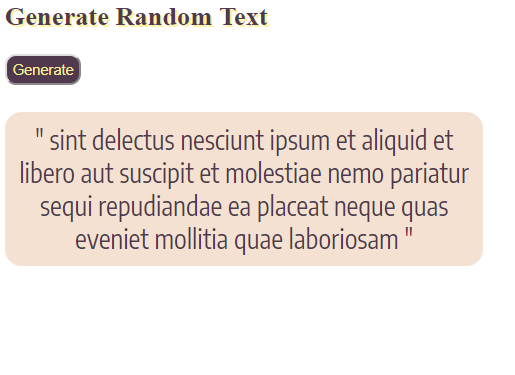 Generate Random Text
Generate
" sint delectus nesciunt ipsum et aliquid et
libero aut suscipit et molestiae nemo pariatur
sequi repudiandae ea placeat neque quas
eveniet mollitia quae laboriosam "